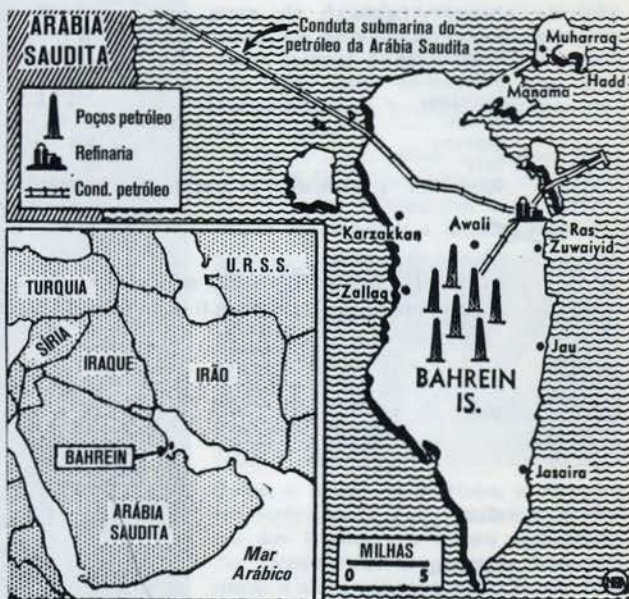 ARÁBIA
SAUDITA
Conduta submarina do
petróleo da Arábia Saudita
Muharraq
Hadd
Manama
Poços petróleo
Refinaria
Cond. petróleo
Karzakkan
Awali
Ras
Zuwaiyid
Zallaq
Jau
BAHREIN
IS.
Jasaira
MILHAS
0 5
U.R.S.S.
TURQUIA
SÍRIA
IRAQUE
IRÃO
BAHREIN
ARÁBIA
SAUDITA
Mar
Arábico